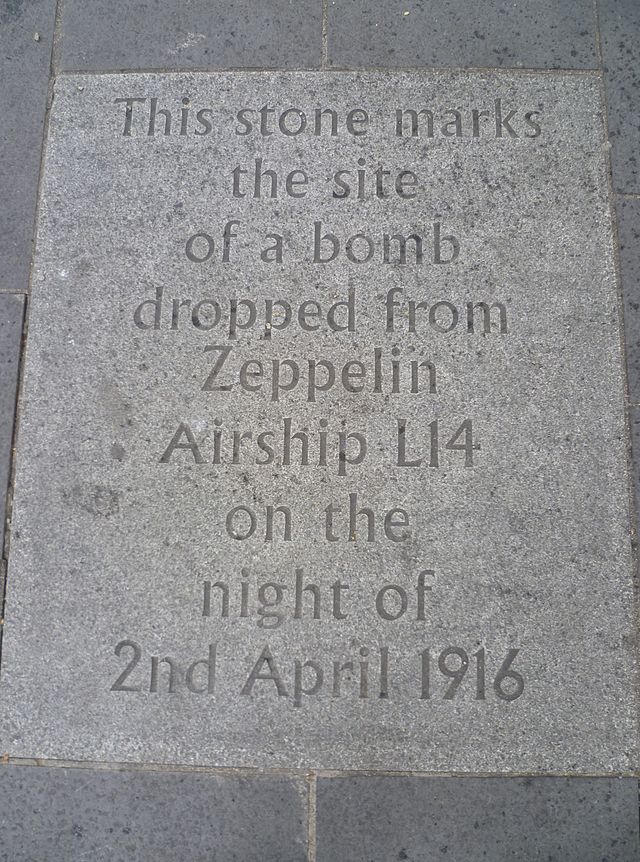 This stone marks
the site
of a bomb
dropped from
Zeppelin
Airship L14
on the
night of
2nd April 1916